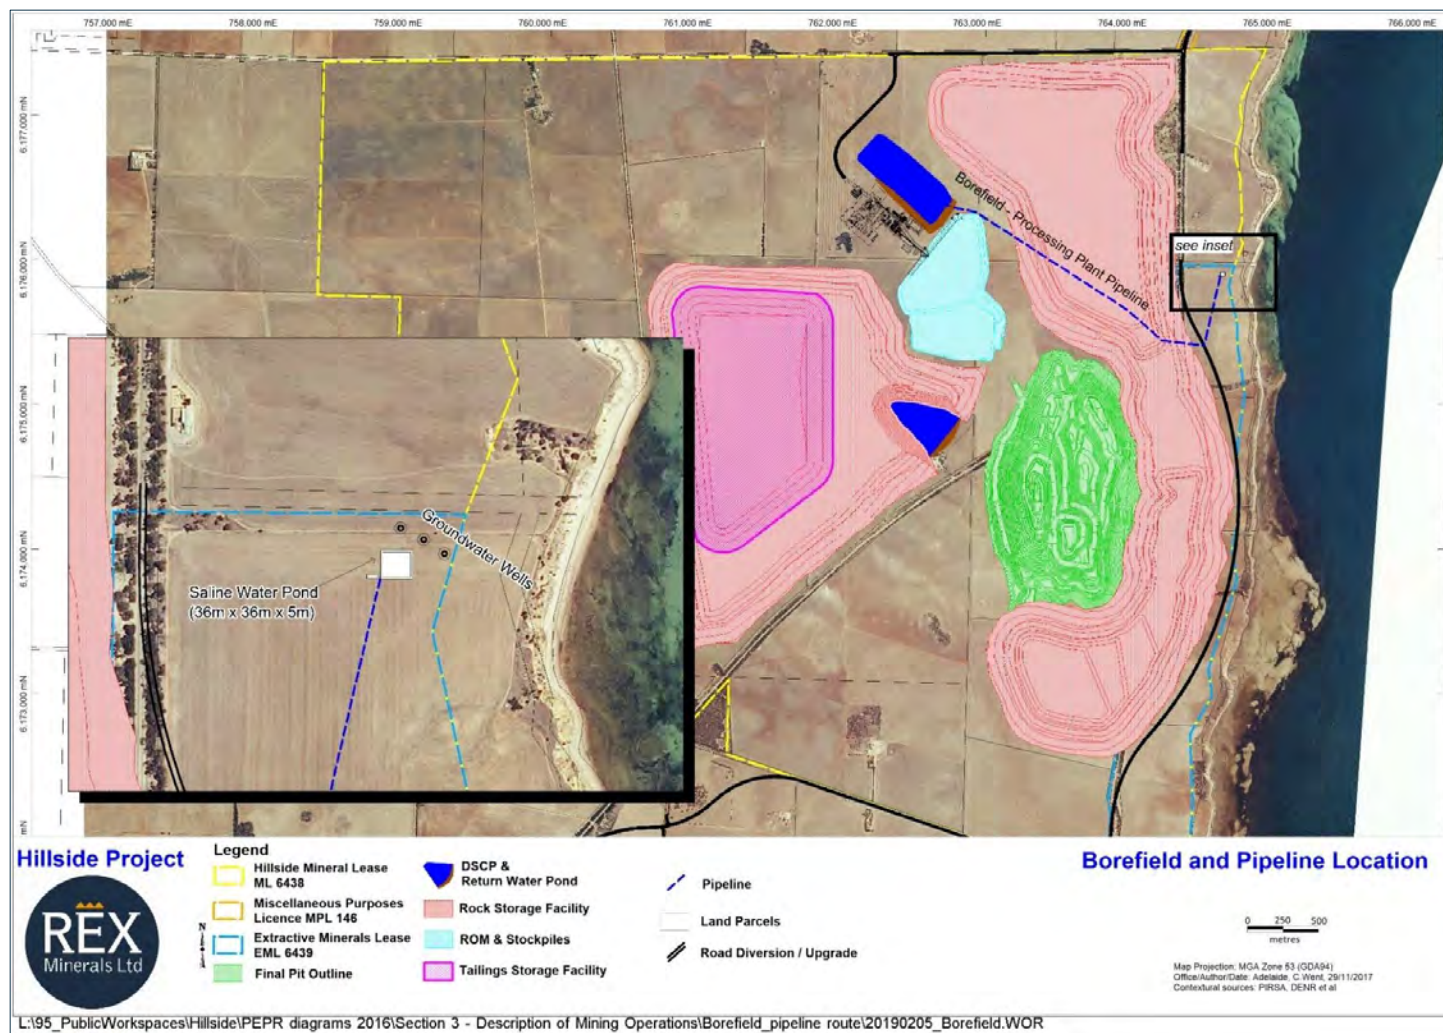 757,000 mE
758,000 mE
759,000 mE
760,000 mE
761,000 mE
762,000 mE
763,000 mE
764,000 mE
765,000 mE
766,000 mE
6,177,000 mN
6,176,000 mN
6,175,000 mN
6,174,000 mN
6,173,000 mN
mN
Borefield - Processing Plant Pipeline
see inset
Groundwater Wells
Saline Water Pond
(36m x 36m x 5m)
Hillside Project
REX
Minerals Ltd
Legend
Hillside Mineral Lease
ML 6438
Miscellaneous Purposes
Licence MPL 146
Extractive Minerals Lease
EML 6439
Final Pit Outline
N
DSCP &
Return Water Pond
Rock Storage Facility
ROM & Stockpiles
Tailings Storage Facility
Pipeline
Land Parcels
Road Diversion / Upgrade
Borefield and Pipeline Location
0 250 500
metres
Map Projection: MGA Zone 53 (GDA94)
Office/Author/Date: Adelaide, C.Went, 29/11/2017
Contextural sources: PIRSA, DENR et al
L:\95_PublicWorkspaces\Hillside\PEPR diagrams 2016\Section 3 - Description of Mining Operations\Borefield_pipeline route\20190205_Borefield.WOR